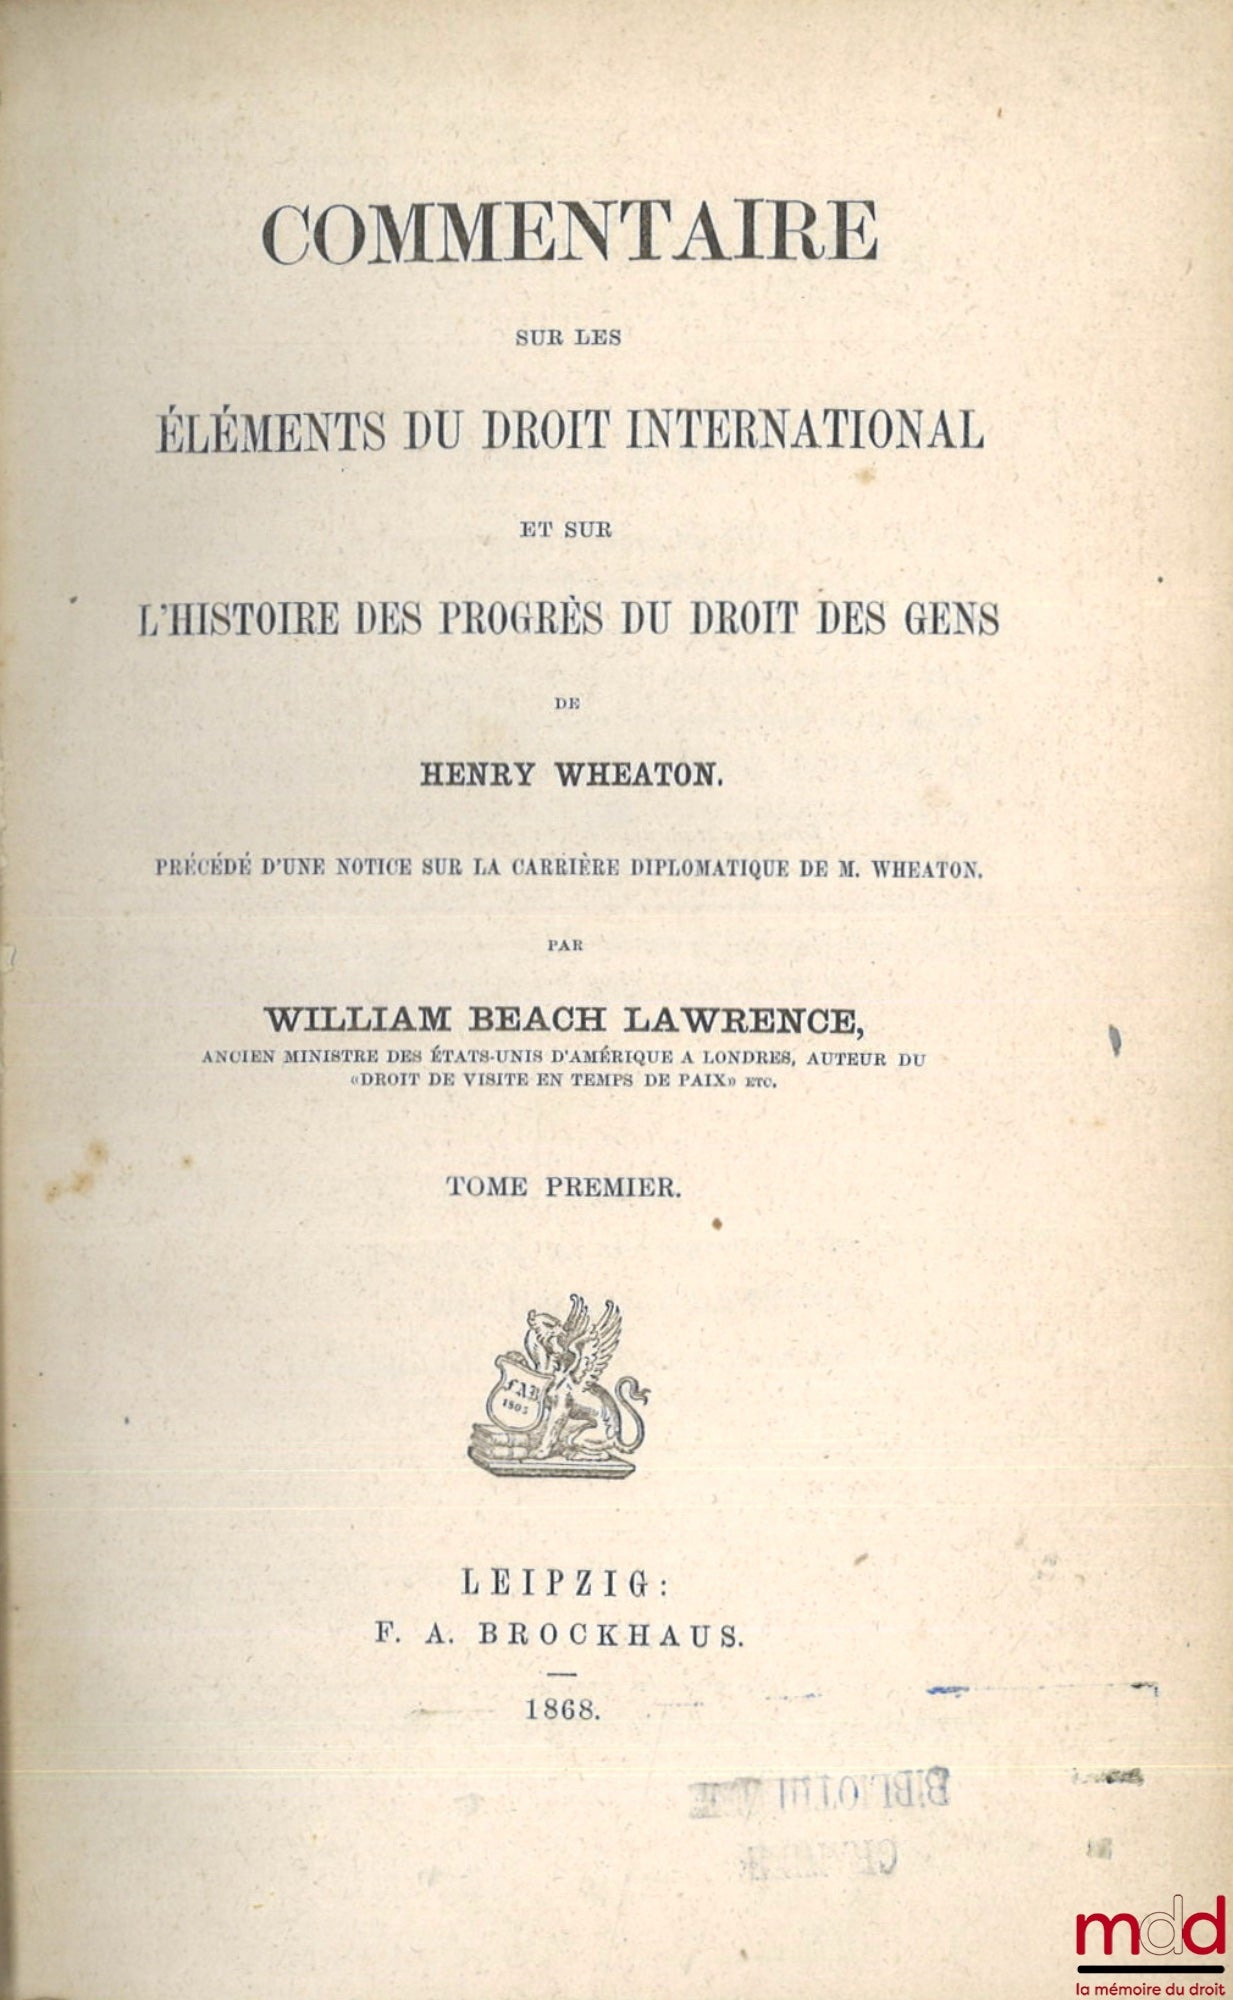 COMMENTAIRE
SUR LES
ÉLÉMENTS DU DROIT INTERNATIONAL
ET SUR
L'HISTOIRE DES PROGRÈS DU DROIT DES GENS
DE
HENRY WHEATON.
PRÉCÉDÉ D'UNE NOTICE SUR LA CARRIÈRE DIPLOMATIQUE DE M. WHEATON.
PAR
WILLIAM BEACH LAWRENCE,
ANCIEN MINISTRE DES ÉTATS-UNIS D'AMÉRIQUE A LONDRES, AUTEUR DU
«DROIT DE VISITE EN TEMPS DE PAIX» ETC.
TOME PREMIER.
FAB
1805
LEIPZIG:
F. A. BROCKHAUS.
1868.
mdd
la mémoire du droit